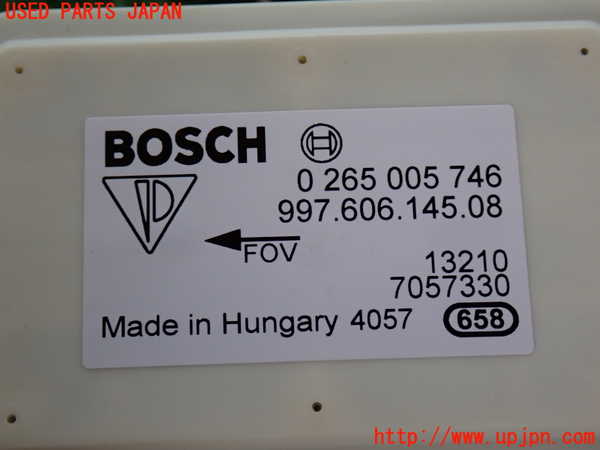 USED PARTS JAPAN
BOSCH
0 265 005 746
997.606.145.08
FOV
13210
7057330
Made in Hungary 4057 658
http://www.upjpn.com/